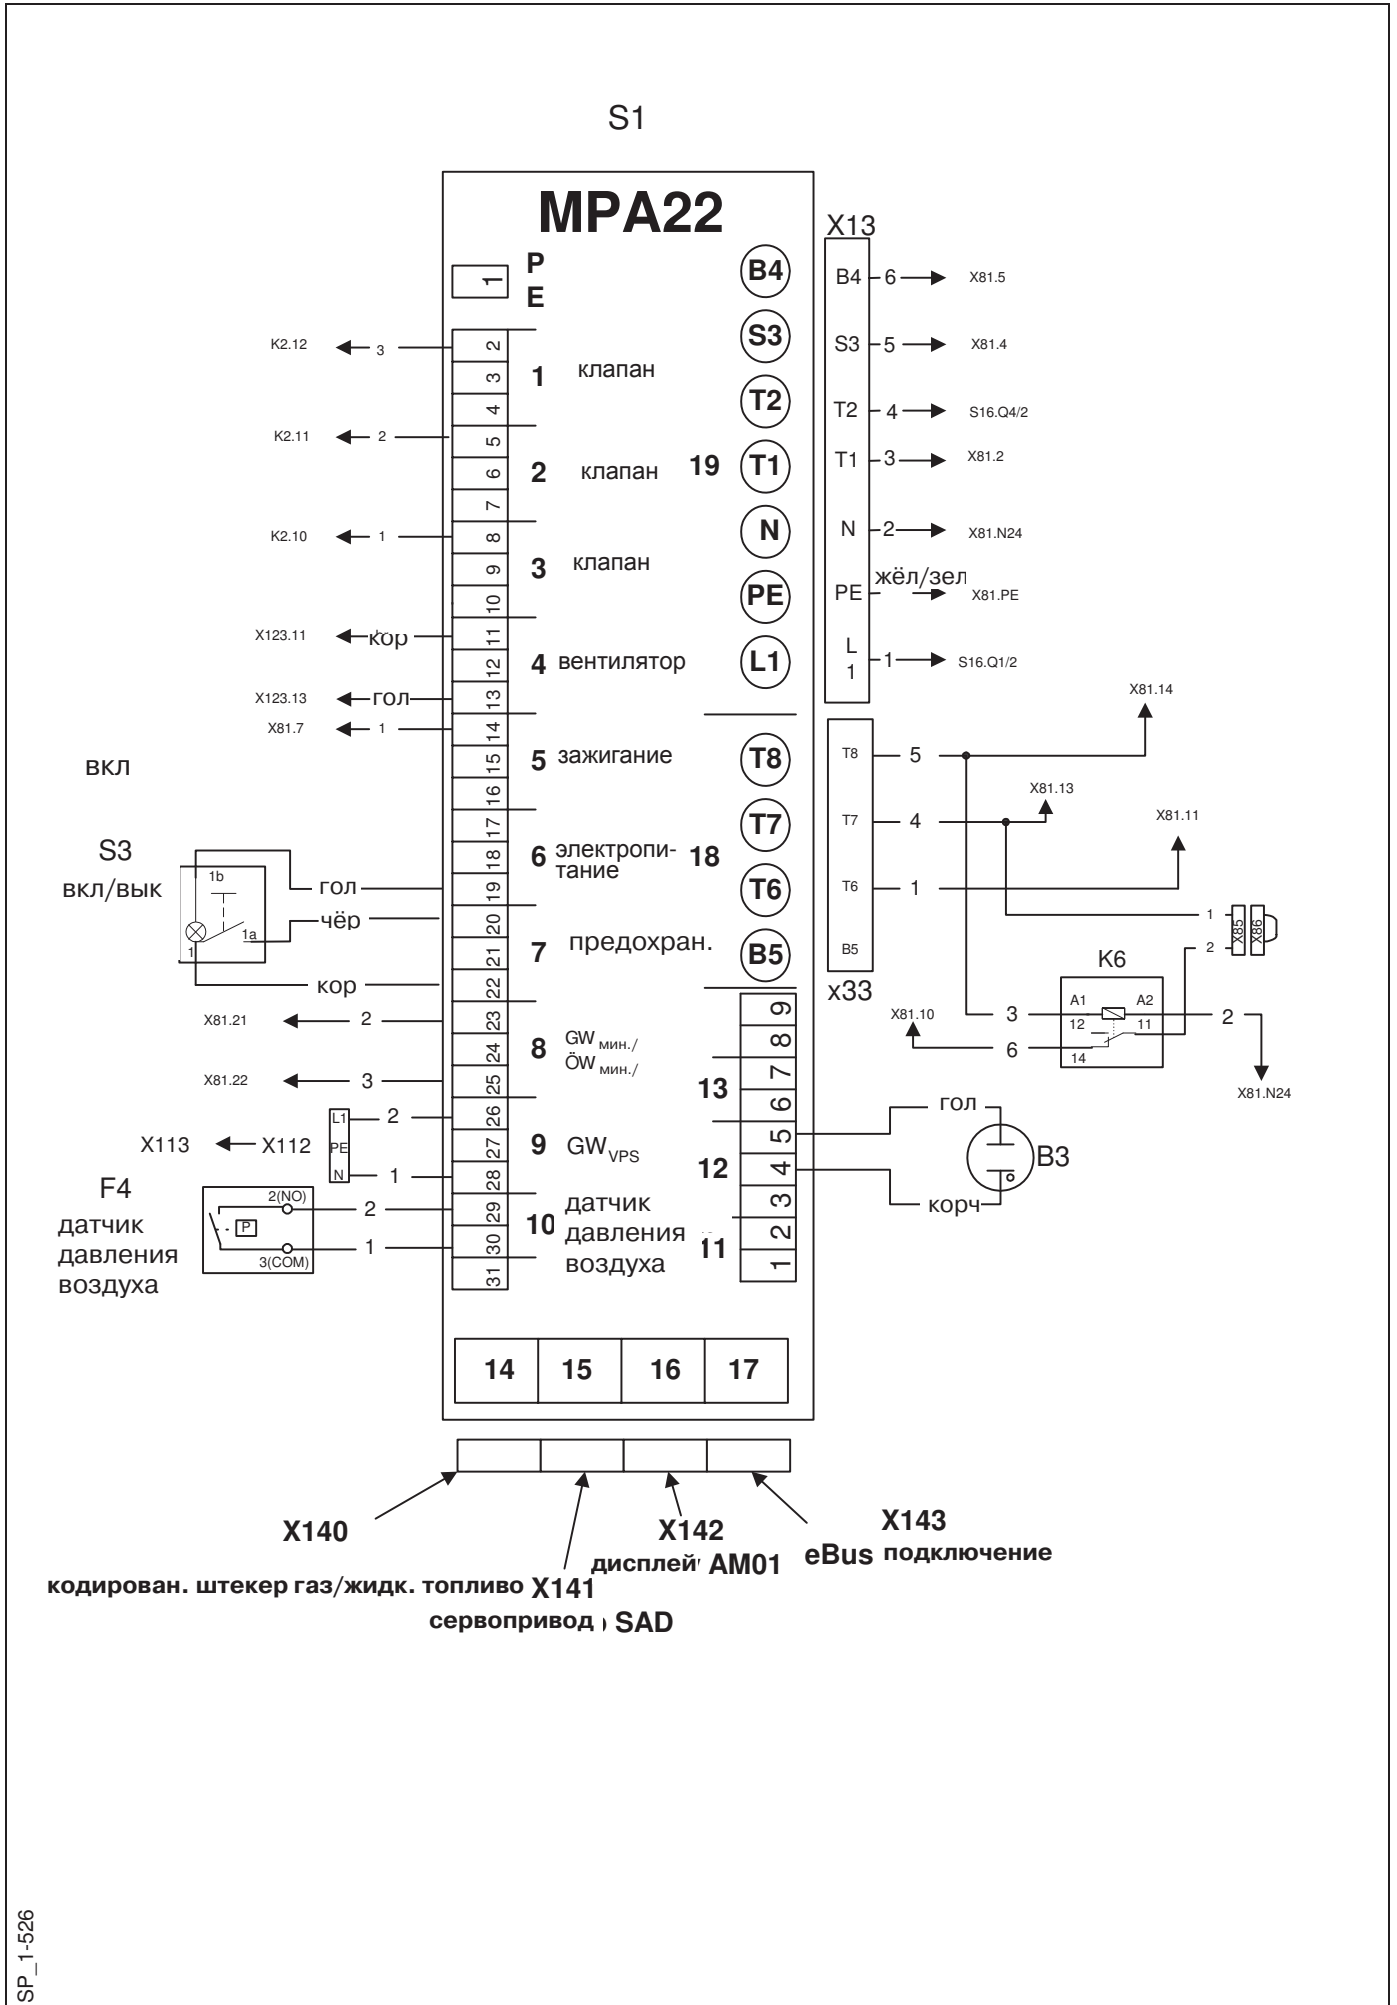 S1
MPA22
P
E
1
2
3
4
5
6
7
8
9
10
11
12
13
14
15
16
17
18
19
20
21
22
23
24
25
26
27
28
29
30
31
1 клапан
2 клапан
3 клапан
4 вентилятор
5 зажигание
6 электропи-
тание
7 предохран.
8 GW мин./
ÖW мин./
9 GW VPS
10 датчик
давления
воздуха
K2.12 3
K2.11 2
K2.10 1
X123.11 кор
X123.13 гол
X81.7 1
вкл
S3
вкл/вык
1b
1a
1
гол
чёр
кор
X81.21 2
X81.22 3
X113 X112
L1 2
PE
N 1
F4
датчик
давления
воздуха
2(NO)
P
3(COM)
2
1
19
B4
S3
T2
T1
N
PE
L1
18
T8
T7
T6
B5
13
12
11
9
8
7
6
5
4
3
2
1
X13
B4 6 X81.5
S3 5 X81.4
T2 4 S16.Q4/2
T1 3 X81.2
N 2 X81.N24
PE жёл/зел X81.PE
L
1
1 S16.Q1/2
T8 5 X81.14
T7 4 X81.13
T6 1 X81.11
B5
x33
1
2
X85
X86
K6
A1 A2
12 11
14
3
6
2
X81.10
X81.N24
гол
B3
корч
14 15 16 17
X140
кодирован. штекер газ/жидк. топливо
X141
сервопривод SAD
X142
дисплей AM01
X143
eBus подключение
SP_1-526